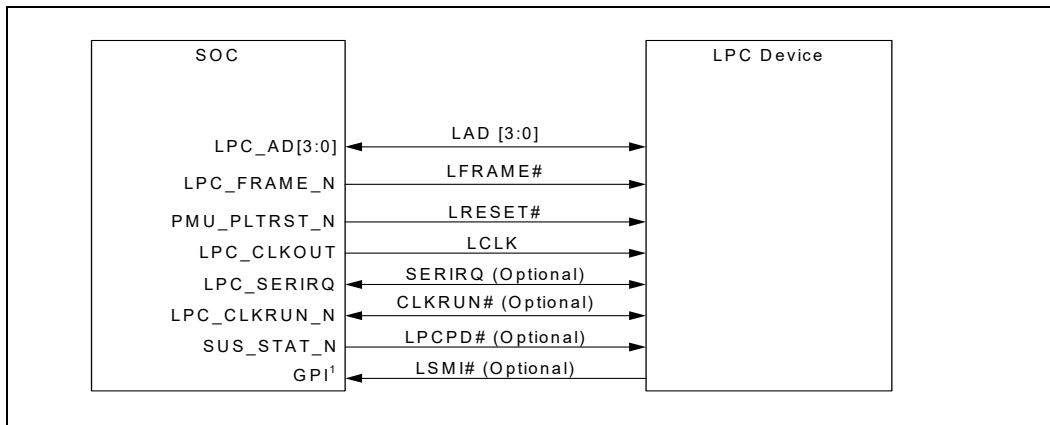 SOC
LPC Device
LPC_AD[3:0]
LAD [3:0]
LPC_FRAME_N
LFRAME#
PMU_PLTRST_N
LRESET#
LPC_CLKOUT
LCLK
LPC_SERIRQ
SERIRQ (Optional)
LPC_CLKRUN_N
CLKRUN# (Optional)
SUS_STAT_N
LPCPD# (Optional)
GPI¹
LSMI# (Optional)